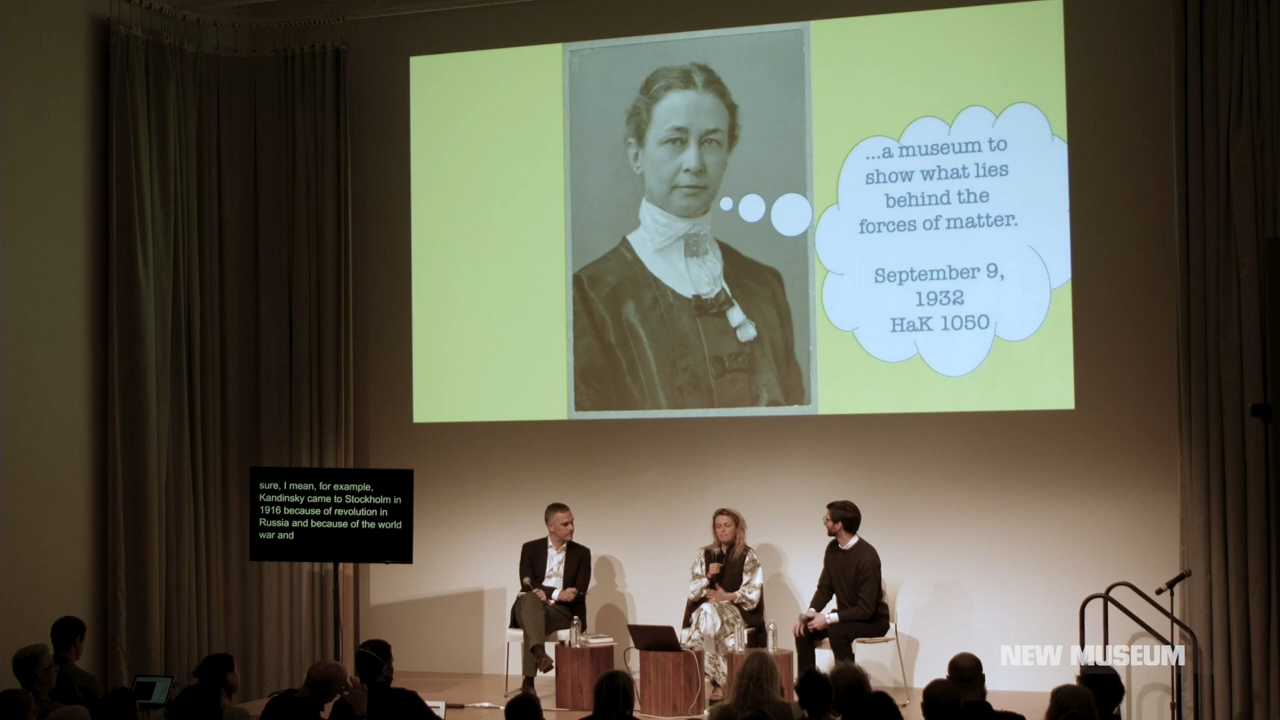 ...a museum to
show what lies
behind the
forces of matter.
September 9,
1932
HaK 1050
sure, I mean, for example,
Kandinsky came to Stockholm in
1916 because of revolution in
Russia and because of the world
war and
NEW MUSEUM